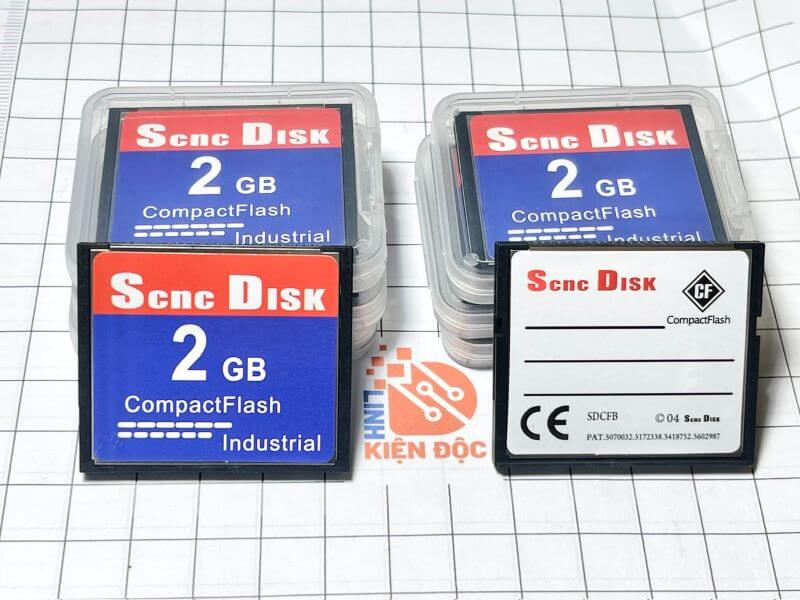 Scnc Disk
2 GB
CompactFlash
Industrial
Scnc Disk
2 GB
CompactFlash
Industrial
Scnc Disk
2 GB
CompactFlash
Industrial
Scnc Disk
CF
CompactFlash
CE
SDCFB
© 04 Scnc Disk
PAT.5070032.5172338.5418752.5602987
LINH
KIỆN ĐỘC